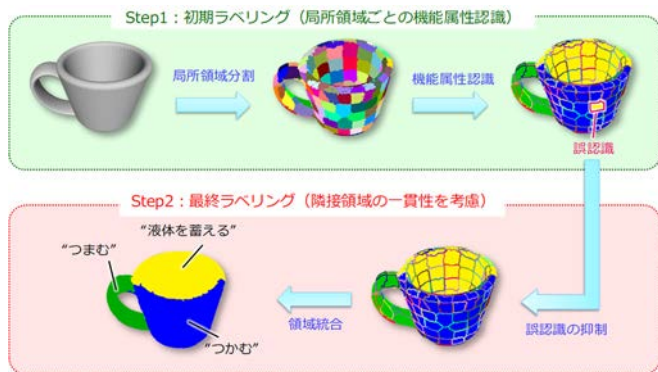 Step1：初期ラベリング（局所領域ごとの機能属性認識）
局所領域分割
機能属性認識
誤認識
Step2：最終ラベリング（隣接領域の一貫性を考慮）
“液体を蓄える”
“つまむ”
“つかむ”
領域統合
誤認識の抑制